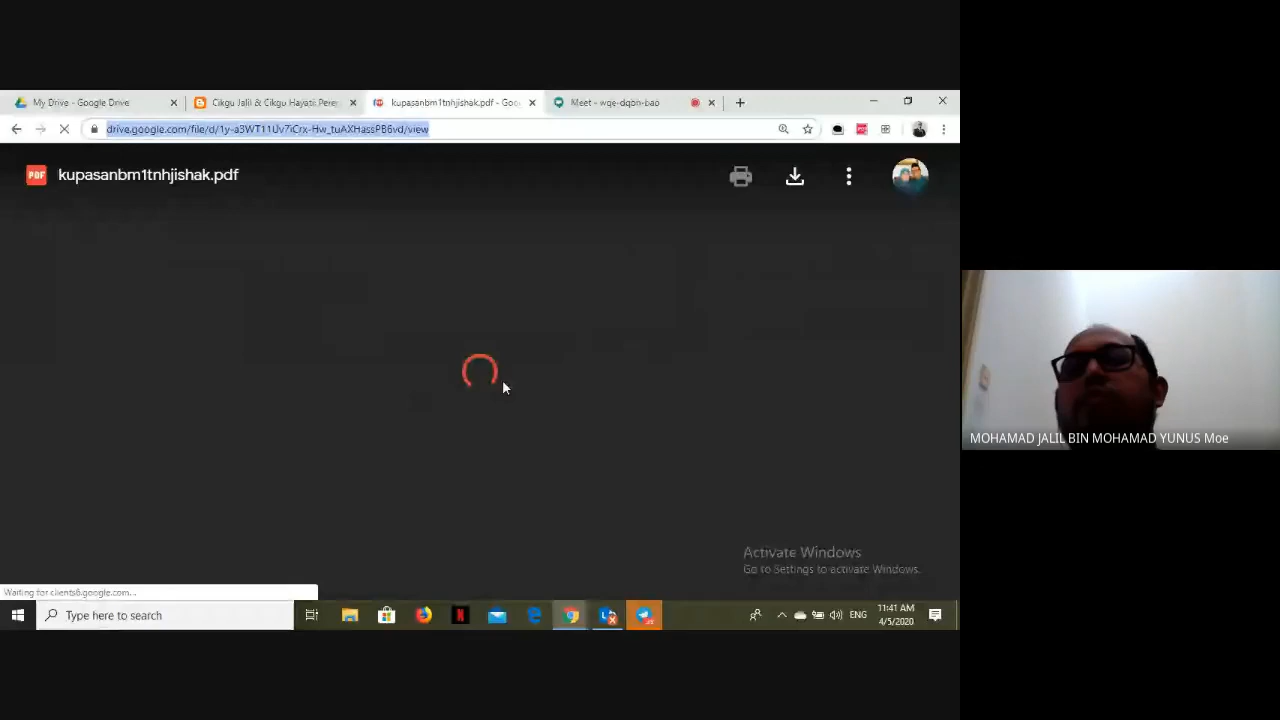 My Drive - Google Drive
Cikgu Jalil & Cikgu Hayati: Pere
kupasanbm1tnhjishak.pdf - Goo
Meet - wqe-dqbn-bao
drive.google.com/file/d/1y-a3WT11Uv7iCrx-Hw_tuAXHassPB6vd/view
PDF kupasanbm1tnhjishak.pdf
MOHAMAD JALIL BIN MOHAMAD YUNUS Moe
Activate Windows
Go to Settings to activate Windows.
Waiting for clients6.google.com...
Type here to search
ENG
11:41 AM
4/5/2020